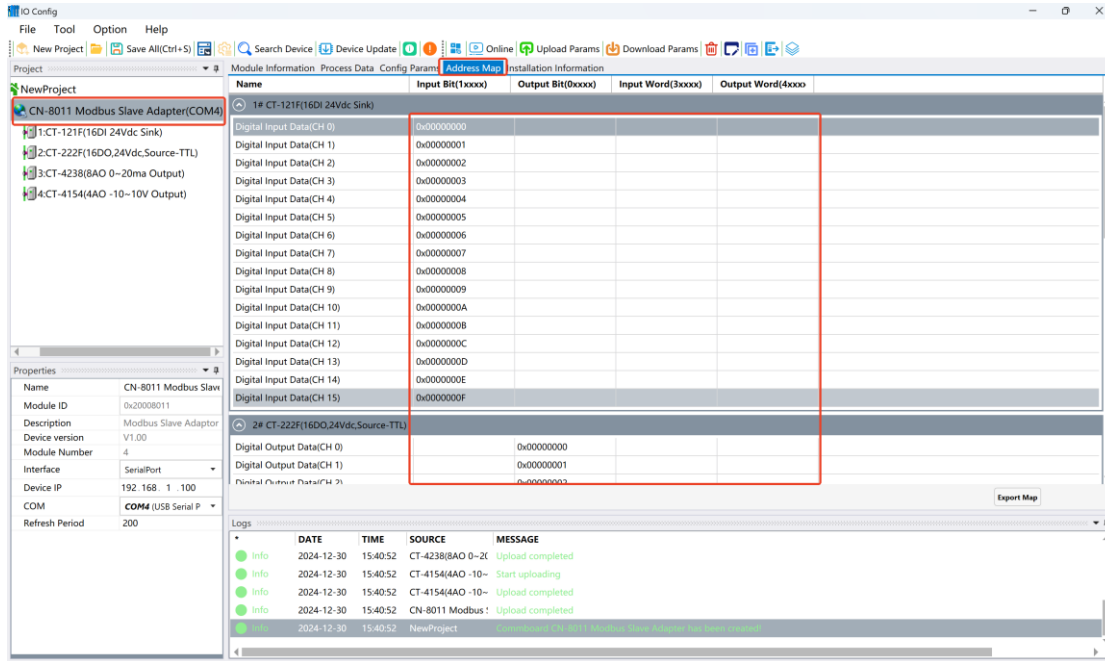 IO Config
File Tool Option Help
New Project Save All(Ctrl+S) Search Device Device Update Online Upload Params Download Params
Project
NewProject
CN-8011 Modbus Slave Adapter(COM4)
1:CT-121F(16DI 24Vdc Sink)
2:CT-222F(16DO,24Vdc,Source-TTL)
3:CT-4238(8AO 0~20ma Output)
4:CT-4154(4AO -10~10V Output)
Properties
Name CN-8011 Modbus Slave
Module ID 0x20008011
Description Modbus Slave Adaptor
Device version V1.00
Module Number 4
Interface SerialPort
Device IP 192.168. 1 .100
COM COM4 (USB Serial P
Refresh Period 200
Module Information Process Data Config Params Address Map Installation Information
Name Input Bit(1xxxx) Output Bit(0xxxx) Input Word(3xxxx) Output Word(4xxxx)
1# CT-121F(16DI 24Vdc Sink)
Digital Input Data(CH 0) 0x00000000
Digital Input Data(CH 1) 0x00000001
Digital Input Data(CH 2) 0x00000002
Digital Input Data(CH 3) 0x00000003
Digital Input Data(CH 4) 0x00000004
Digital Input Data(CH 5) 0x00000005
Digital Input Data(CH 6) 0x00000006
Digital Input Data(CH 7) 0x00000007
Digital Input Data(CH 8) 0x00000008
Digital Input Data(CH 9) 0x00000009
Digital Input Data(CH 10) 0x0000000A
Digital Input Data(CH 11) 0x0000000B
Digital Input Data(CH 12) 0x0000000C
Digital Input Data(CH 13) 0x0000000D
Digital Input Data(CH 14) 0x0000000E
Digital Input Data(CH 15) 0x0000000F
2# CT-222F(16DO,24Vdc,Source-TTL)
Digital Output Data(CH 0) 0x00000000
Digital Output Data(CH 1) 0x00000001
Digital Output Data(CH 2) 0x00000002
Export Map
Logs
* DATE TIME SOURCE MESSAGE
Info 2024-12-30 15:40:52 CT-4238(8AO 0~20 Upload completed
Info 2024-12-30 15:40:52 CT-4154(4AO -10~ Start uploading
Info 2024-12-30 15:40:52 CT-4154(4AO -10~ Upload completed
Info 2024-12-30 15:40:52 CN-8011 Modbus Upload completed
Info 2024-12-30 15:40:52 NewProject Commboard CN-8011 Modbus Slave Adapter has been created!